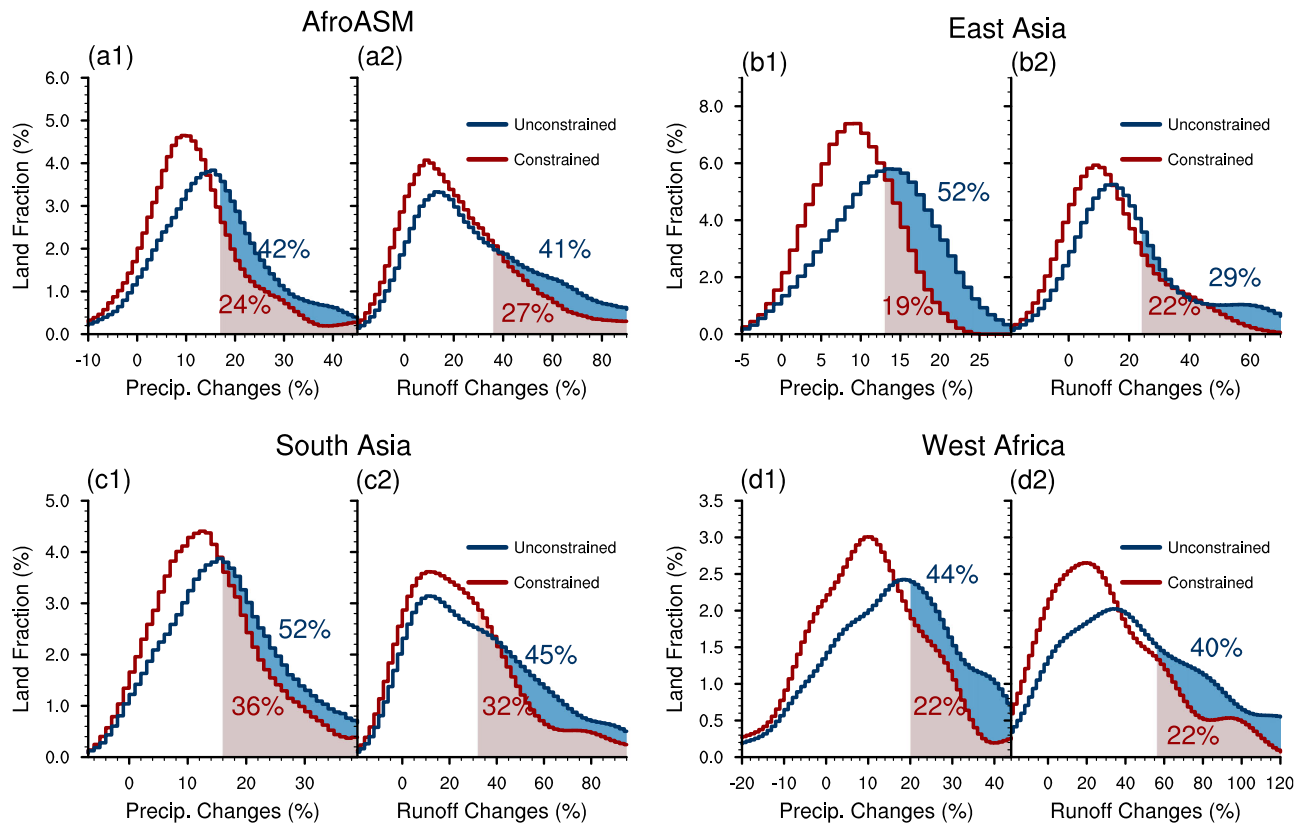 AfroASM
(a1)
(a2)
6.0
5.0
4.0
3.0
2.0
1.0
0.0
Land Fraction (%)
42%
24%
-10 0 10 20 30 40
Precip. Changes (%)
Unconstrained
Constrained
41%
27%
0 20 40 60 80
Runoff Changes (%)
East Asia
(b1)
(b2)
8.0
6.0
4.0
2.0
0.0
Land Fraction (%)
52%
19%
-5 0 5 10 15 20 25
Precip. Changes (%)
Unconstrained
Constrained
29%
22%
0 20 40 60
Runoff Changes (%)
South Asia
(c1)
(c2)
5.0
4.0
3.0
2.0
1.0
0.0
Land Fraction (%)
52%
36%
0 10 20 30
Precip. Changes (%)
Unconstrained
Constrained
45%
32%
0 20 40 60 80
Runoff Changes (%)
West Africa
(d1)
(d2)
3.5
3.0
2.5
2.0
1.5
1.0
0.5
0.0
Land Fraction (%)
44%
22%
-20 -10 0 10 20 30 40
Precip. Changes (%)
Unconstrained
Constrained
40%
22%
0 20 40 60 80 100 120
Runoff Changes (%)